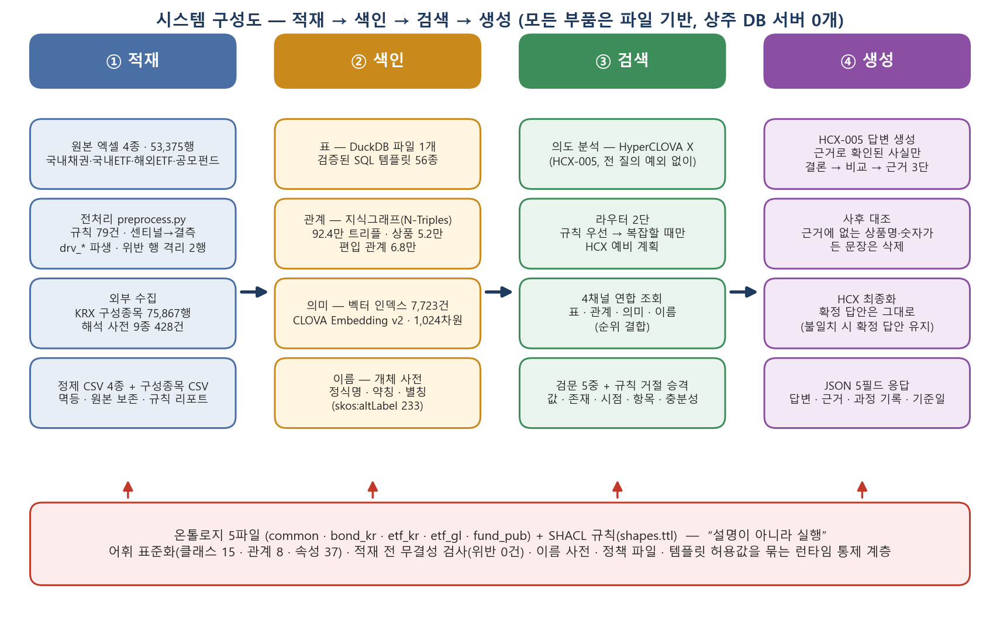 시스템 구성도 — 적재 → 색인 → 검색 → 생성 (모든 부품은 파일 기반, 상주 DB 서버 0개)
① 적재
원본 엑셀 4종 · 53,375행
국내채권·국내ETF·해외ETF·공모펀드
전처리 preprocess.py
규칙 79건 · 센티널→결측
drv_* 파생 · 위반 행 격리 2행
외부 수집
KRX 구성종목 75,867행
해석 사전 9종 428건
정제 CSV 4종 + 구성종목 CSV
멱등 · 원본 보존 · 규칙 리포트
② 색인
표 — DuckDB 파일 1개
검증된 SQL 템플릿 56종
관계 — 지식그래프(N-Triples)
92.4만 트리플 · 상품 5.2만
편입 관계 6.8만
의미 — 벡터 인덱스 7,723건
CLOVA Embedding v2 · 1,024차원
이름 — 개체 사전
정식명 · 약칭 · 별칭
(skos:altLabel 233)
③ 검색
의도 분석 — HyperCLOVA X
(HCX-005, 전 질의 예외 없이)
라우터 2단
규칙 우선 → 복잡할 때만
HCX 예비 계획
4채널 연합 조회
표 · 관계 · 의미 · 이름
(순위 결합)
검문 5중 + 규칙 거절 승격
값 · 존재 · 시점 · 항목 · 충분성
④ 생성
HCX-005 답변 생성
근거로 확인된 사실만
결론 → 비교 → 근거 3단
사후 대조
근거에 없는 상품명·숫자가
든 문장은 삭제
HCX 최종화
확정 답안은 그대로
(불일치 시 확정 답안 유지)
JSON 5필드 응답
답변 · 근거 · 과정 기록 · 기준일
온톨로지 5파일 (common · bond_kr · etf_kr · etf_gl · fund_pub) + SHACL 규칙(shapes.ttl) — “설명이 아니라 실행”
어휘 표준화(클래스 15 · 관계 8 · 속성 37) · 적재 전 무결성 검사(위반 0건) · 이름 사전 · 정책 파일 · 템플릿 허용값을 묶는 런타임 통제 계층